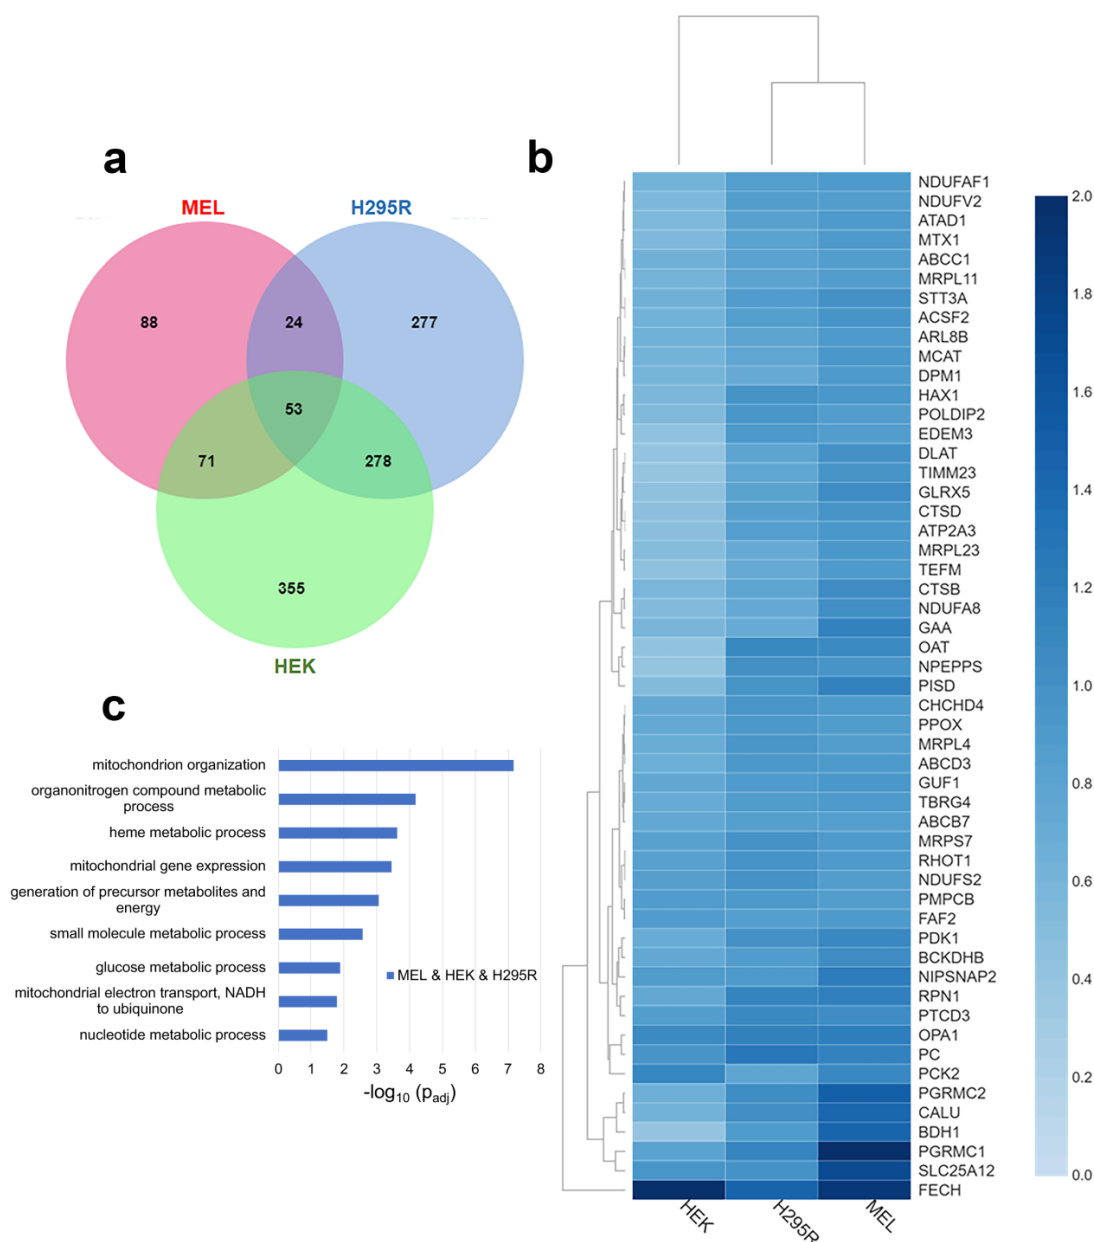 a
MEL
H295R
88
24
277
53
71
278
355
HEK
b
NDUFAF1
NDUFV2
ATAD1
MTX1
ABCC1
MRPL11
STT3A
ACSF2
ARL8B
MCAT
DPM1
HAX1
POLDIP2
EDEM3
DLAT
TIMM23
GLRX5
CTSD
ATP2A3
MRPL23
TEFM
CTSB
NDUFA8
GAA
OAT
NPEPPS
PISD
CHCHD4
PPOX
MRPL4
ABCD3
GUF1
TBRG4
ABCB7
MRPS7
RHOT1
NDUFS2
PMPCB
FAF2
PDK1
BCKDHB
NIPSNAP2
RPN1
PTCD3
OPA1
PC
PCK2
PGRMC2
CALU
BDH1
PGRMC1
SLC25A12
FECH
HEK
H295R
MEL
2.0
1.8
1.6
1.4
1.2
1.0
0.8
0.6
0.4
0.2
0.0
c
mitochondrion organization
organonitrogen compound metabolic
process
heme metabolic process
mitochondrial gene expression
generation of precursor metabolites and
energy
small molecule metabolic process
glucose metabolic process
mitochondrial electron transport, NADH
to ubiquinone
nucleotide metabolic process
MEL & HEK & H295R
0 1 2 3 4 5 6 7 8
-log10 (padj)